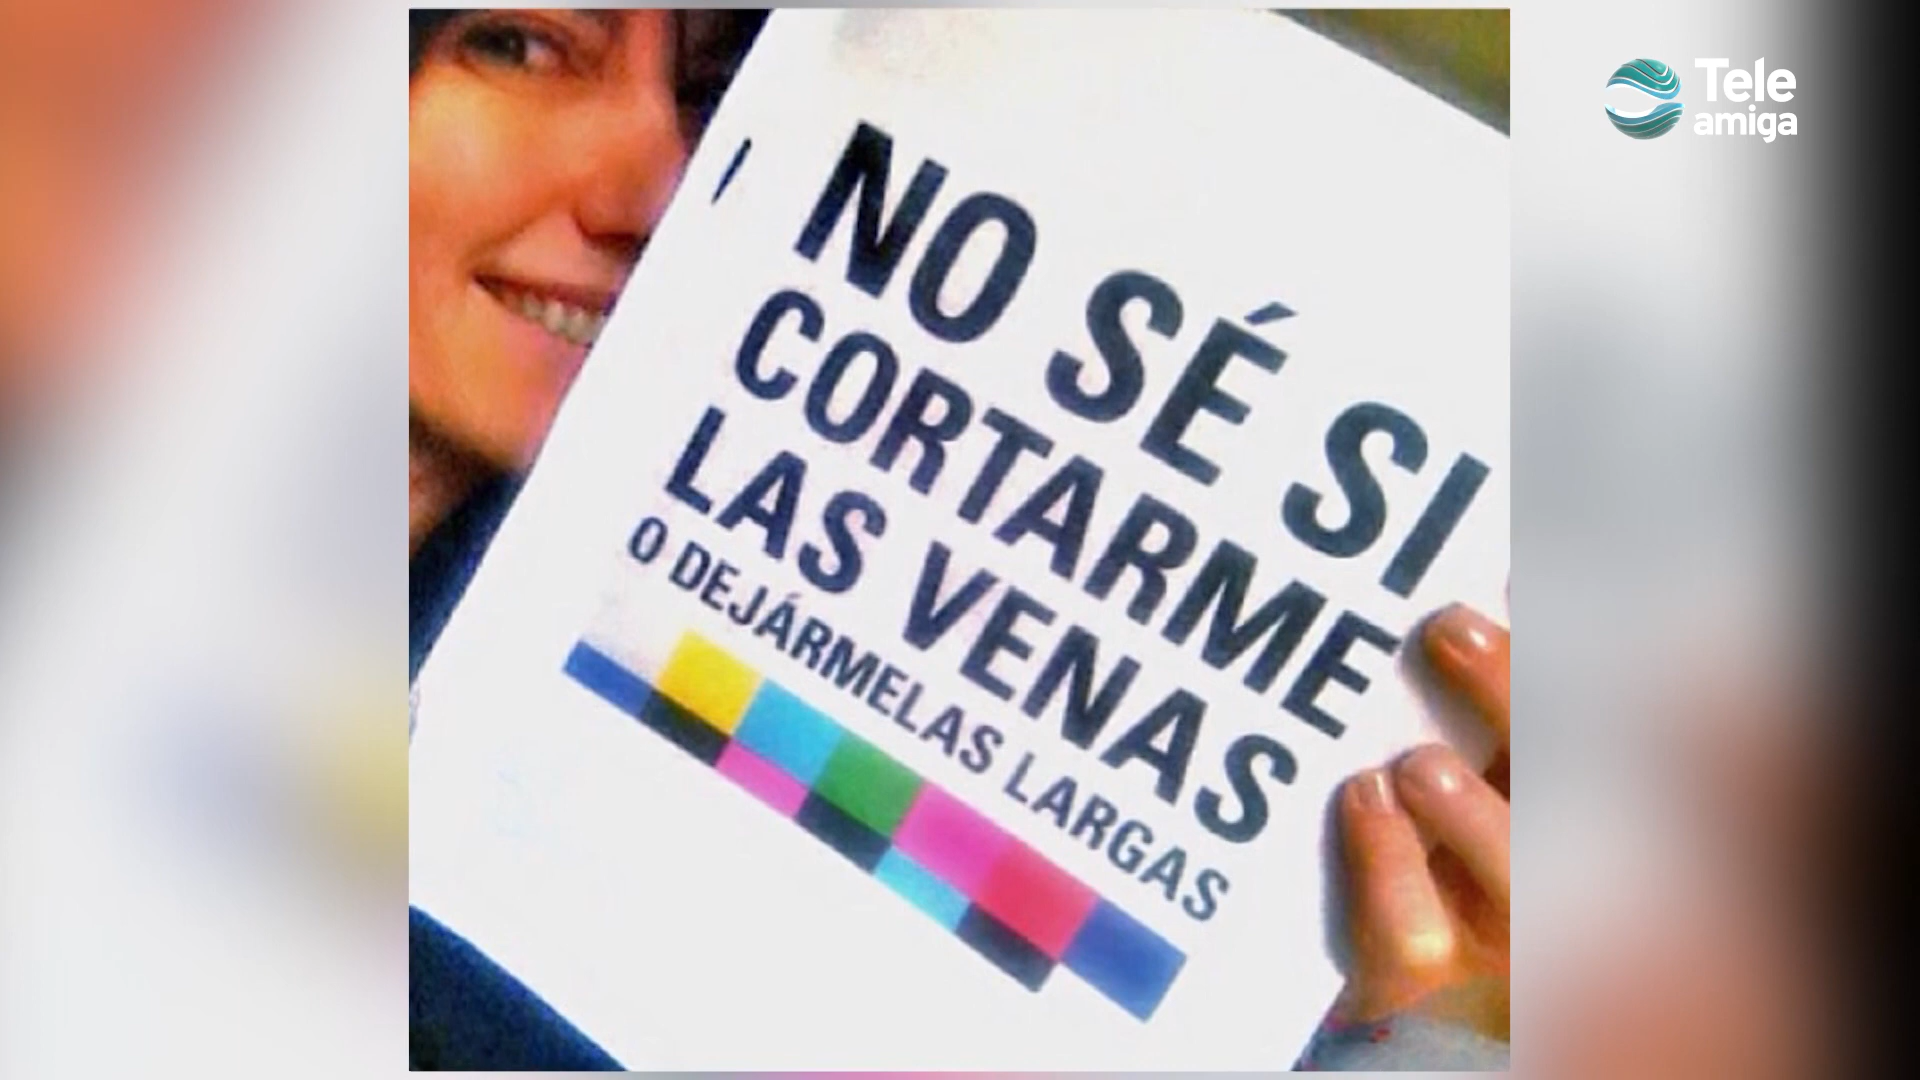 Tele
amiga
NO SÉ SI
CORTARME
LAS VENAS
O DEJÁRMELAS LARGAS